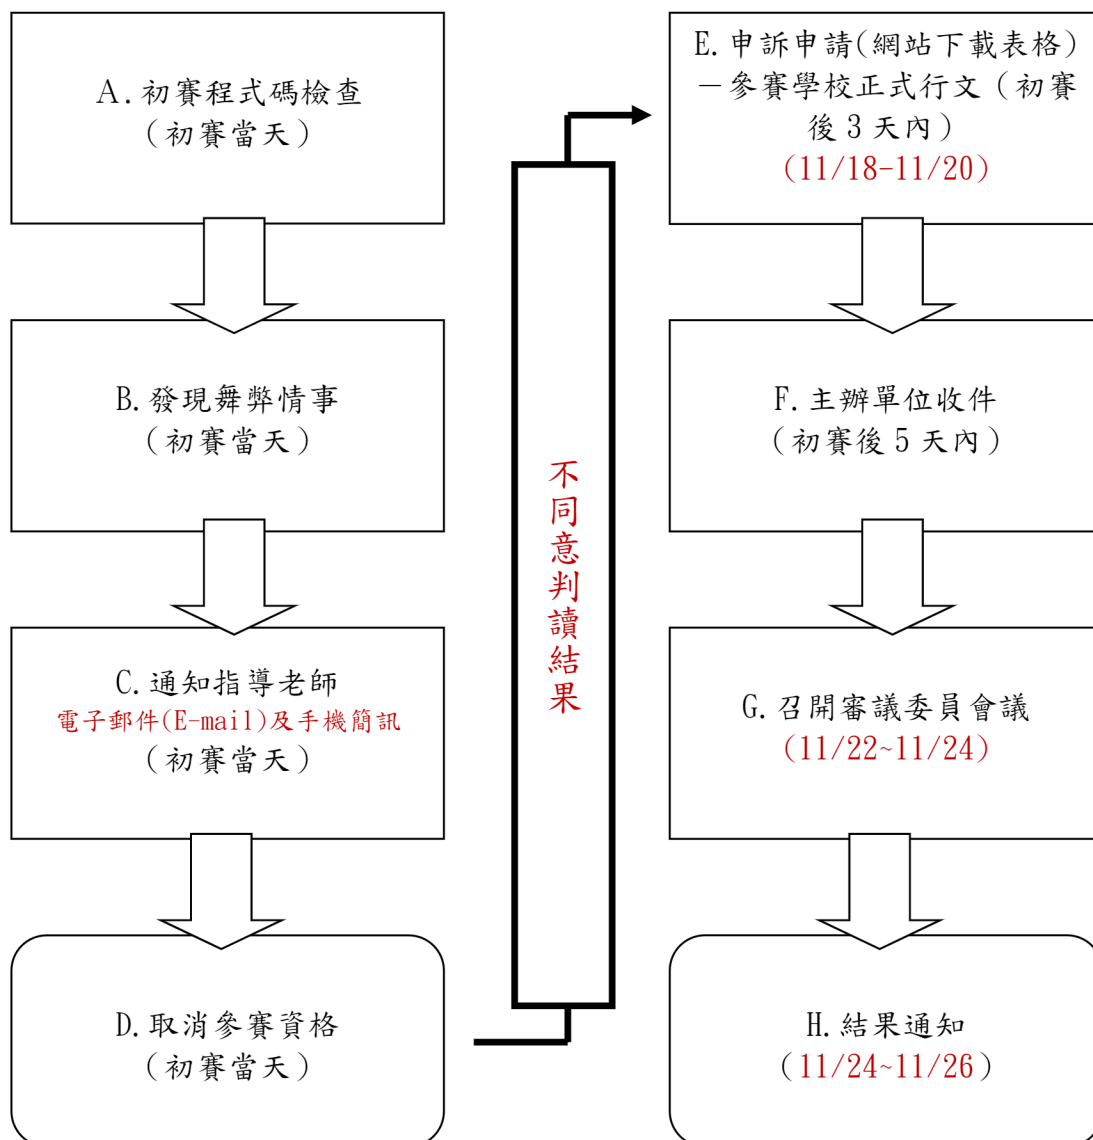 A.初賽程式碼檢查
（初賽當天）
B.發現舞弊情事
（初賽當天）
C.通知指導老師
電子郵件(E-mail)及手機簡訊
（初賽當天）
D.取消參賽資格
（初賽當天）
不同意判讀結果
E.申訴申請(網站下載表格)
－參賽學校正式行文（初賽
後 3 天內）
(11/18-11/20)
F.主辦單位收件
（初賽後 5 天內）
G.召開審議委員會議
(11/22~11/24)
H.結果通知
（11/24~11/26）